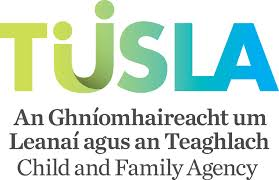 TUSLA
An Ghníomhaireacht um
Leanaí agus an Teaghlach
Child and Family Agency